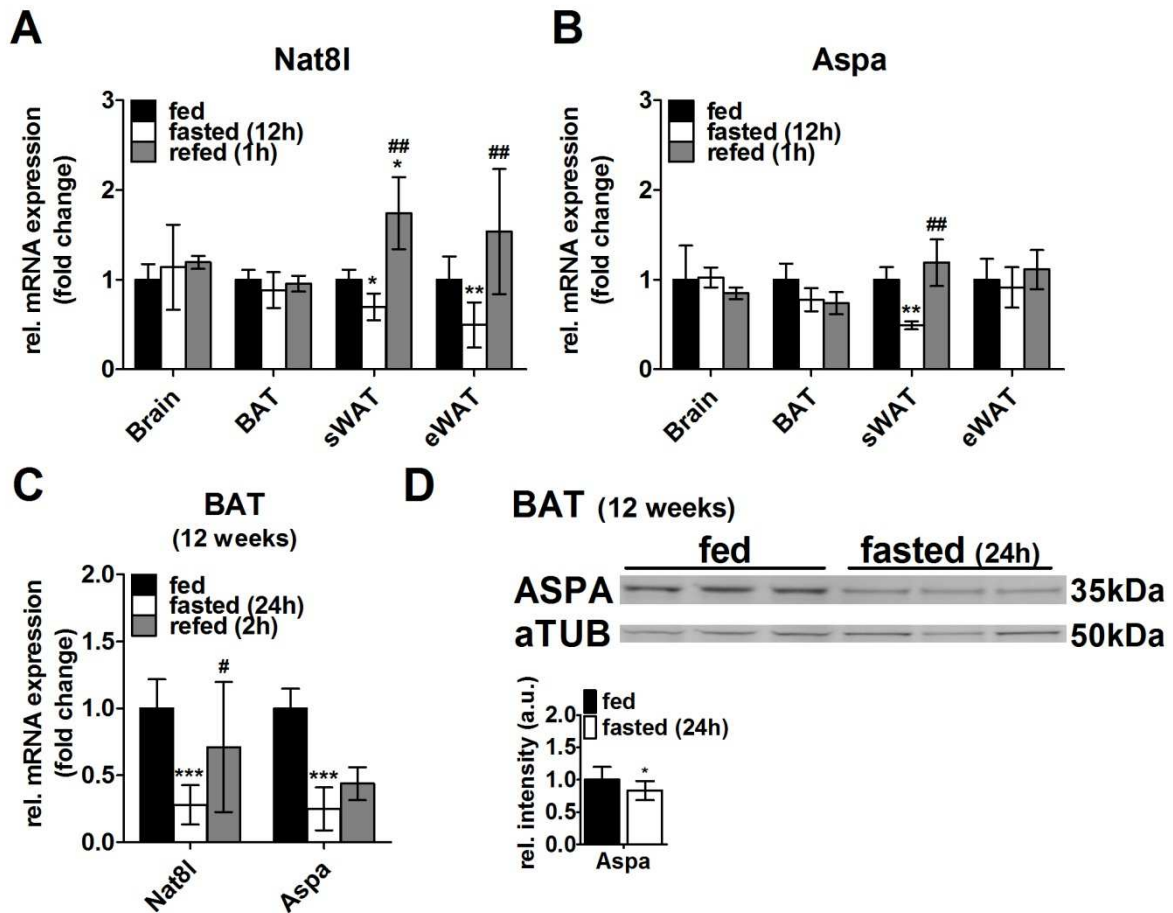 A
Nat8l
rel. mRNA expression
(fold change)
3
2
1
0
fed
fasted (12h)
refed (1h)
*
##
*
**
##
Brain
BAT
sWAT
eWAT
B
Aspa
rel. mRNA expression
(fold change)
3
2
1
0
fed
fasted (12h)
refed (1h)
**
##
Brain
BAT
sWAT
eWAT
C
BAT
(12 weeks)
rel. mRNA expression
(fold change)
2.0
1.5
1.0
0.5
0.0
fed
fasted (24h)
refed (2h)
***
#
***
Nat8l
Aspa
D
BAT (12 weeks)
fed fasted (24h)
ASPA 35kDa
aTUB 50kDa
rel. intensity (a.u.)
2.0
1.5
1.0
0.5
0.0
fed
fasted (24h)
*
Aspa